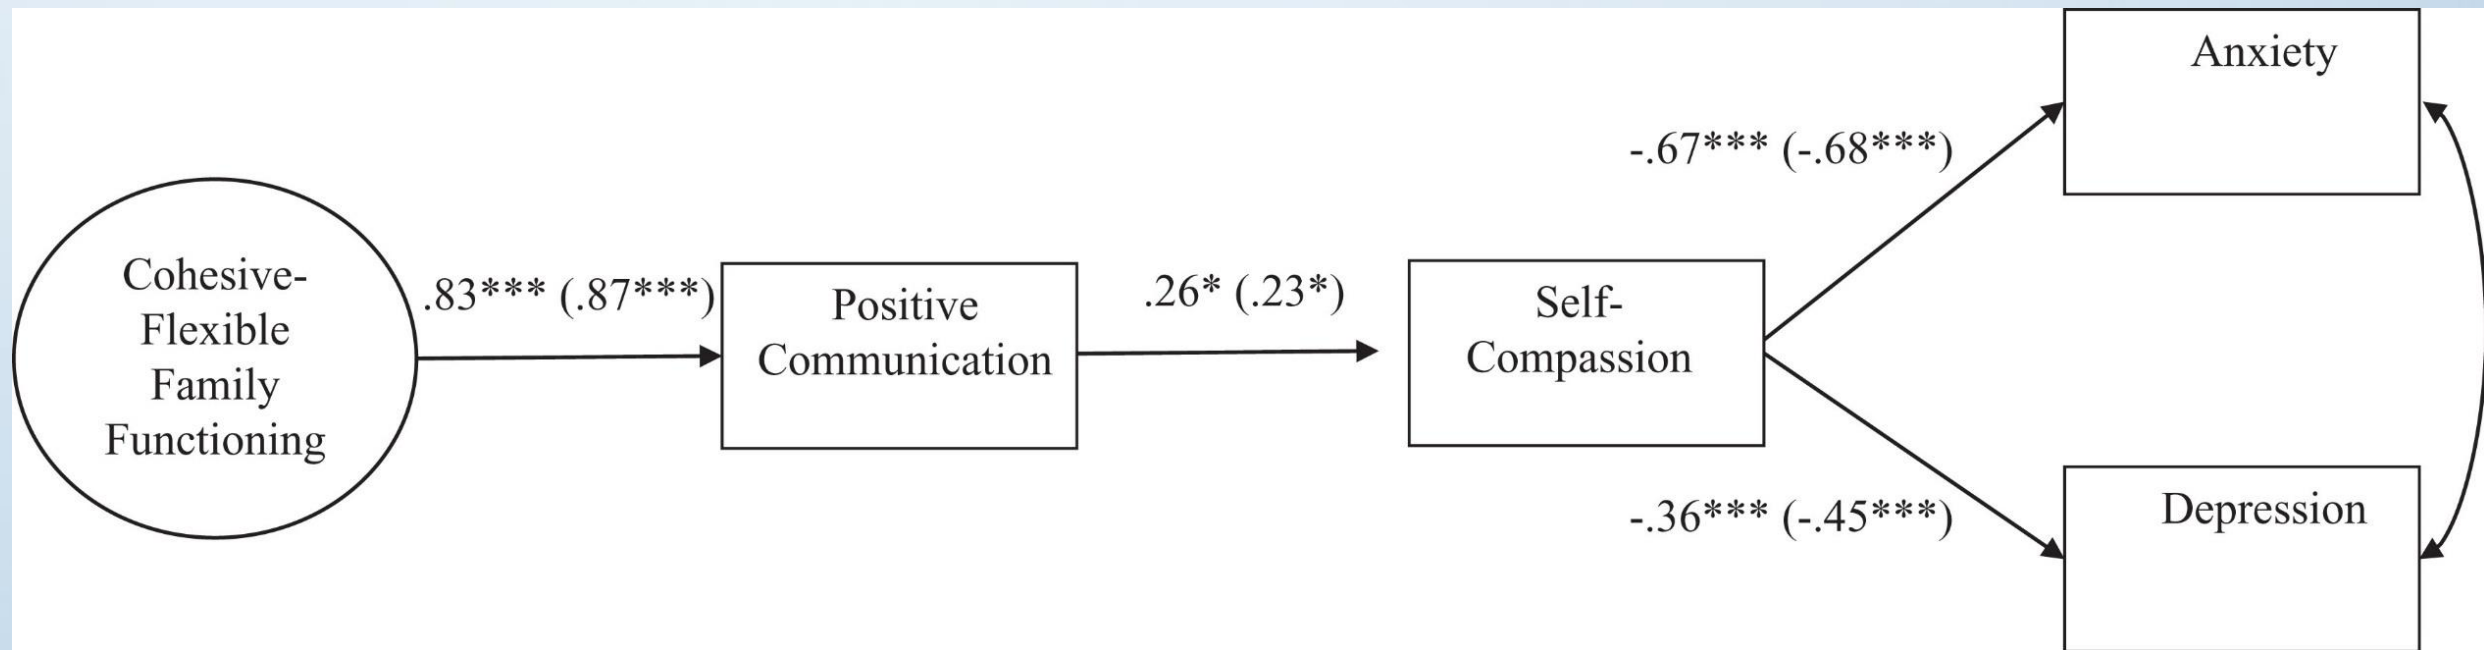 Cohesive-
Flexible
Family
Functioning
.83*** (.87***)
Positive
Communication
.26* (.23*)
Self-
Compassion
-.67*** (-.68***)
-.36*** (-.45***)
Anxiety
Depression